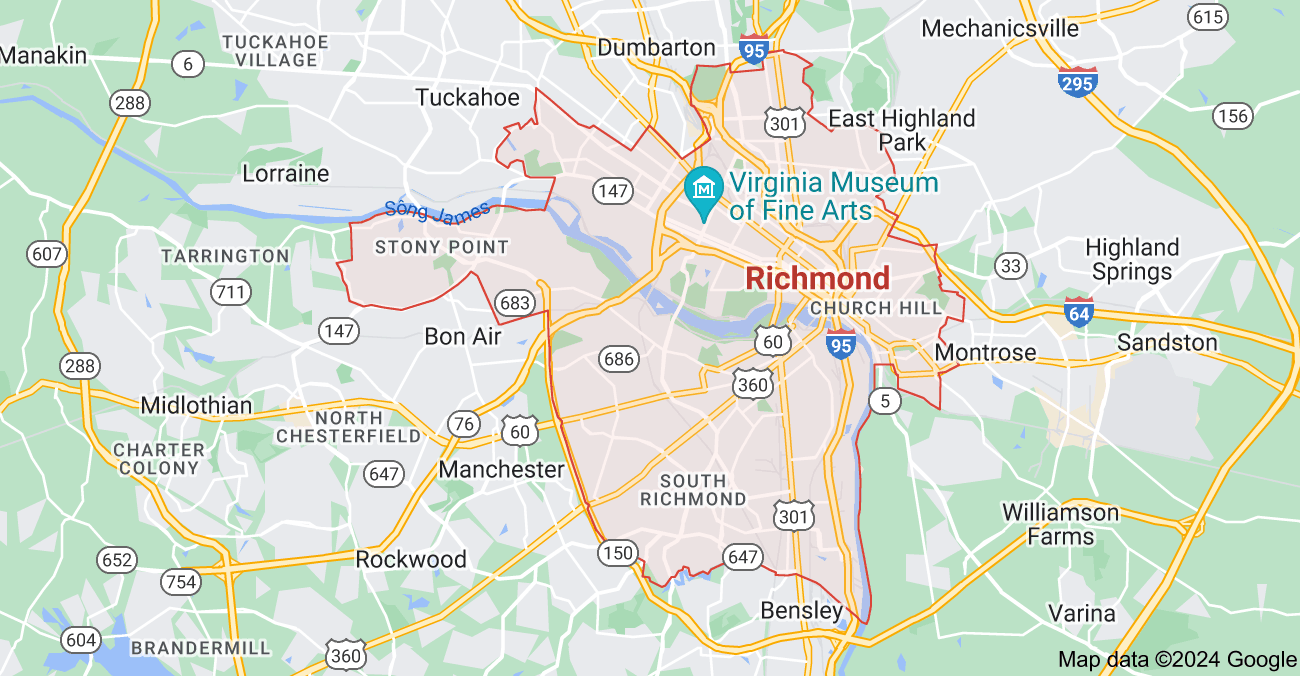 615
Mechanicsville
TUCKAHOE
VILLAGE
Dumbarton
95
Manakin
6
295
Tuckahoe
288
156
301
East Highland
Park
Lorraine
147
Virginia Museum
of Fine Arts
Sông James
STONY POINT
607
TARRINGTON
Highland
Springs
33
Richmond
711
683
CHURCH HILL
64
147
Bon Air
60
95
Sandston
686
Montrose
288
360
Midlothian
5
NORTH
CHESTERFIELD
76
60
CHARTER
COLONY
647
Manchester
SOUTH
RICHMOND
301
Williamson
Farms
652
Rockwood
150
647
754
Bensley
Varina
604
BRANDERMILL
360
Map data ©2024 Google